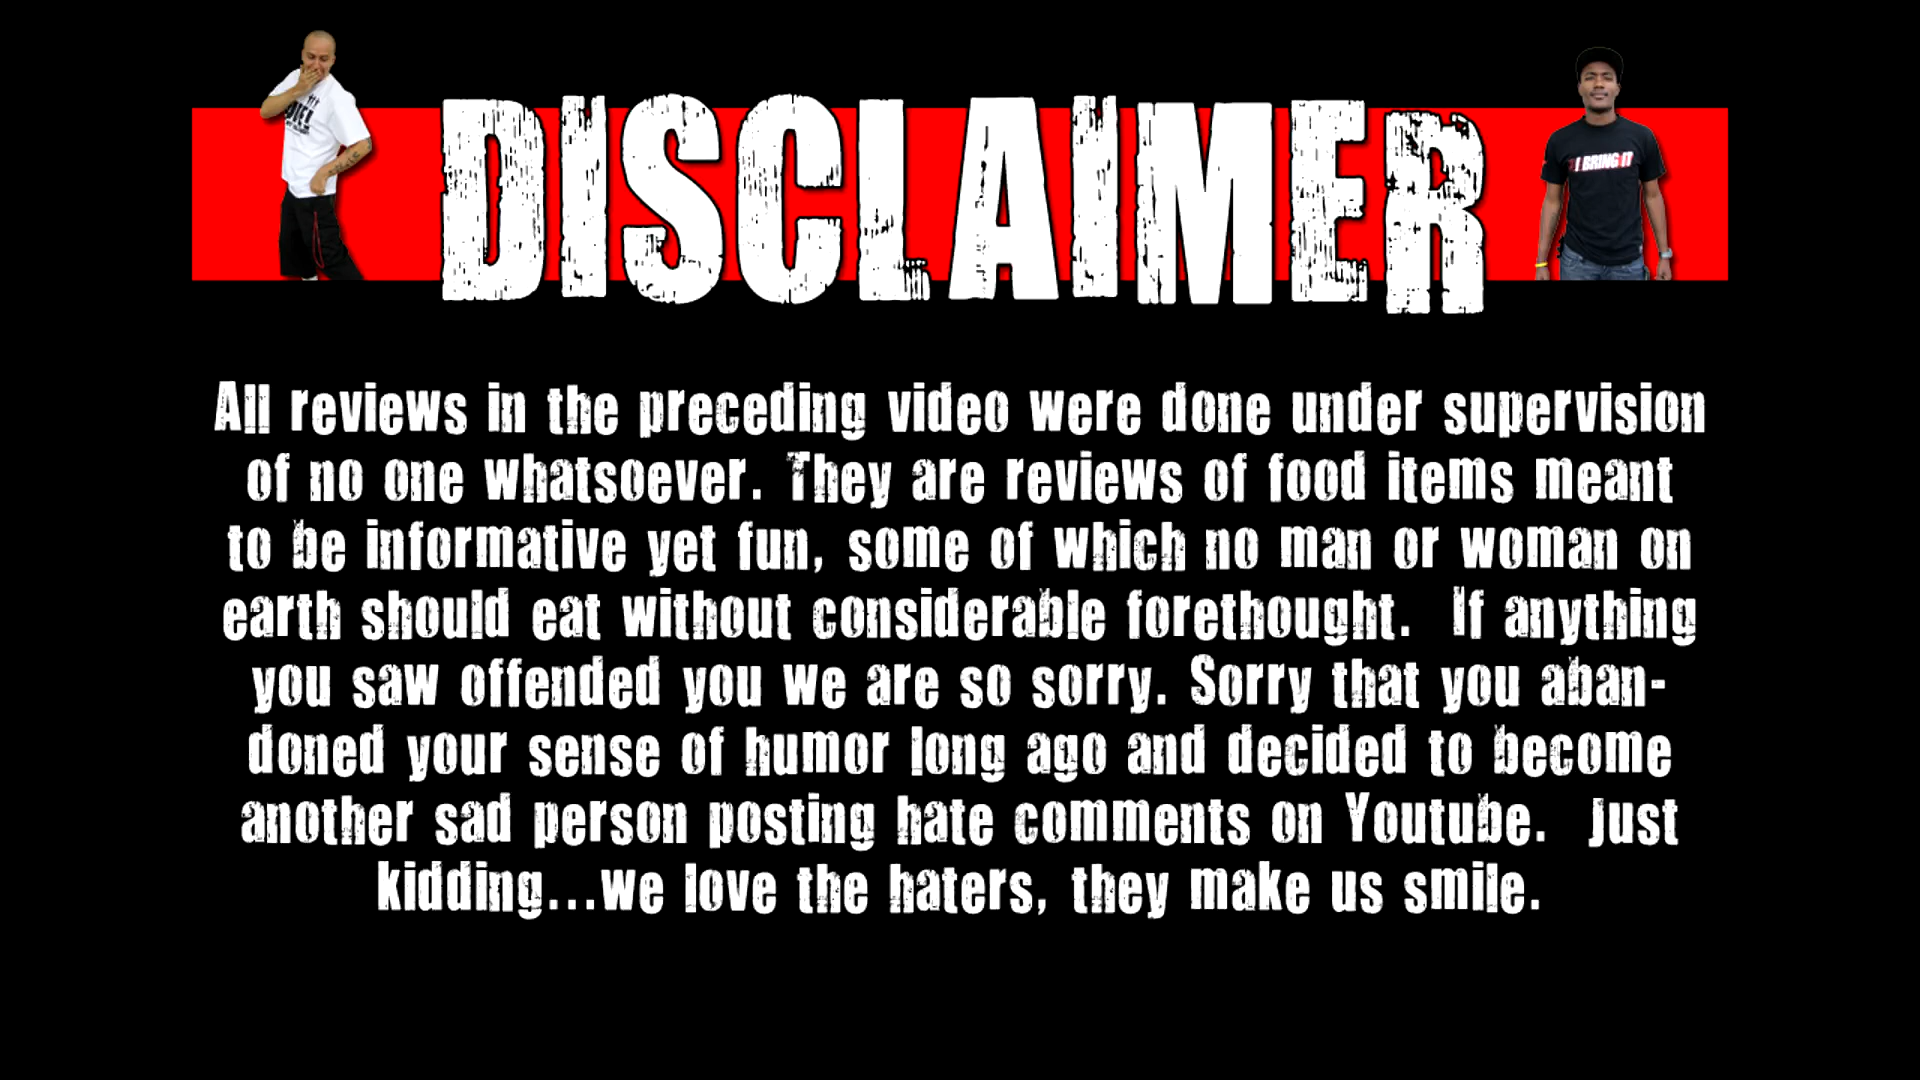 DISCLAIMER
DIET
I BRING IT
All reviews in the preceding video were done under supervision
of no one whatsoever. They are reviews of food items meant
to be informative yet fun, some of which no man or woman on
earth should eat without considerable forethought.  If anything
you saw offended you we are so sorry. Sorry that you aban-
doned your sense of humor long ago and decided to become
another sad person posting hate comments on Youtube.  Just
kidding...we love the haters, they make us smile.